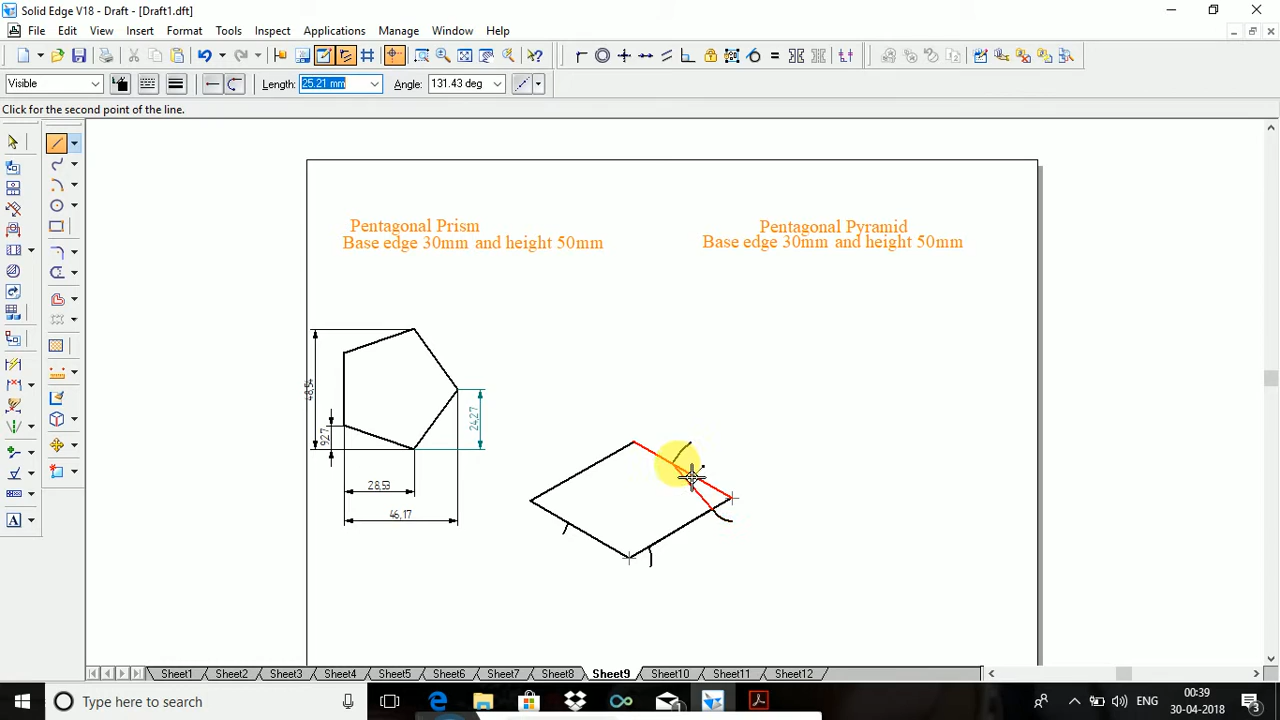 Solid Edge V18 - Draft - [Draft1.dft]
File Edit View Insert Format Tools Inspect Applications Manage Window Help
Visible Length: 25.21 mm Angle: 131.43 deg
Click for the second point of the line.
Pentagonal Prism
Base edge 30mm and height 50mm
Pentagonal Pyramid
Base edge 30mm and height 50mm
48,54
9,27
24,27
28,53
46,17
Sheet1 Sheet2 Sheet3 Sheet4 Sheet5 Sheet6 Sheet7 Sheet8 Sheet9 Sheet10 Sheet11 Sheet12
Type here to search
ENG
00:39
30-04-2018